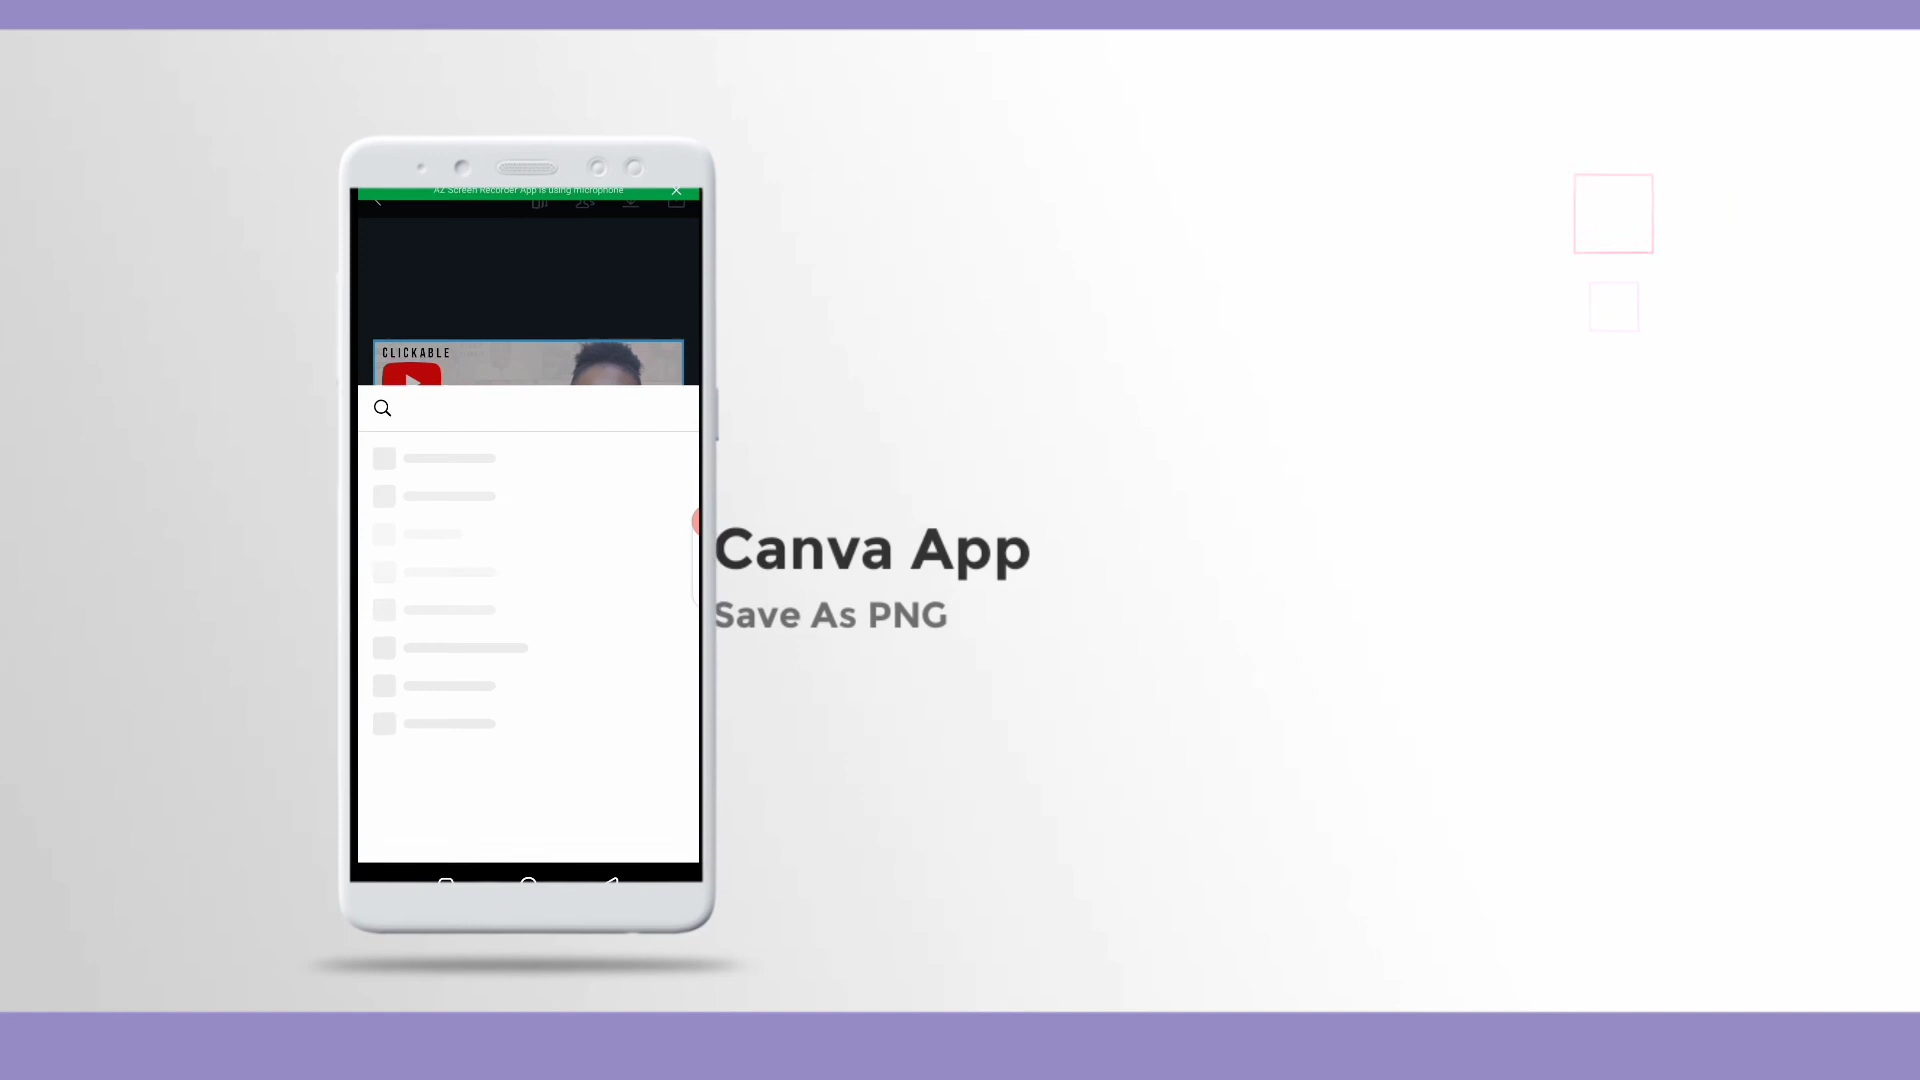 AZ Screen Recorder App is using microphone
CLICKABLE
Canva App
Save As PNG